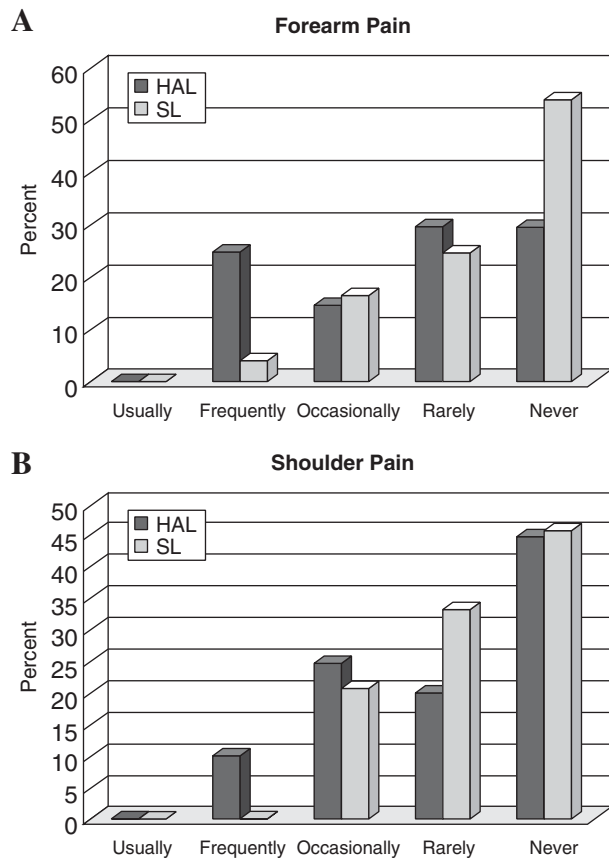 A
Forearm Pain
60
50
40
30
20
10
0
Percent
HAL
SL
Usually Frequently Occasionally Rarely Never
B
Shoulder Pain
50
45
40
35
30
25
20
15
10
5
0
Percent
HAL
SL
Usually Frequently Occasionally Rarely Never